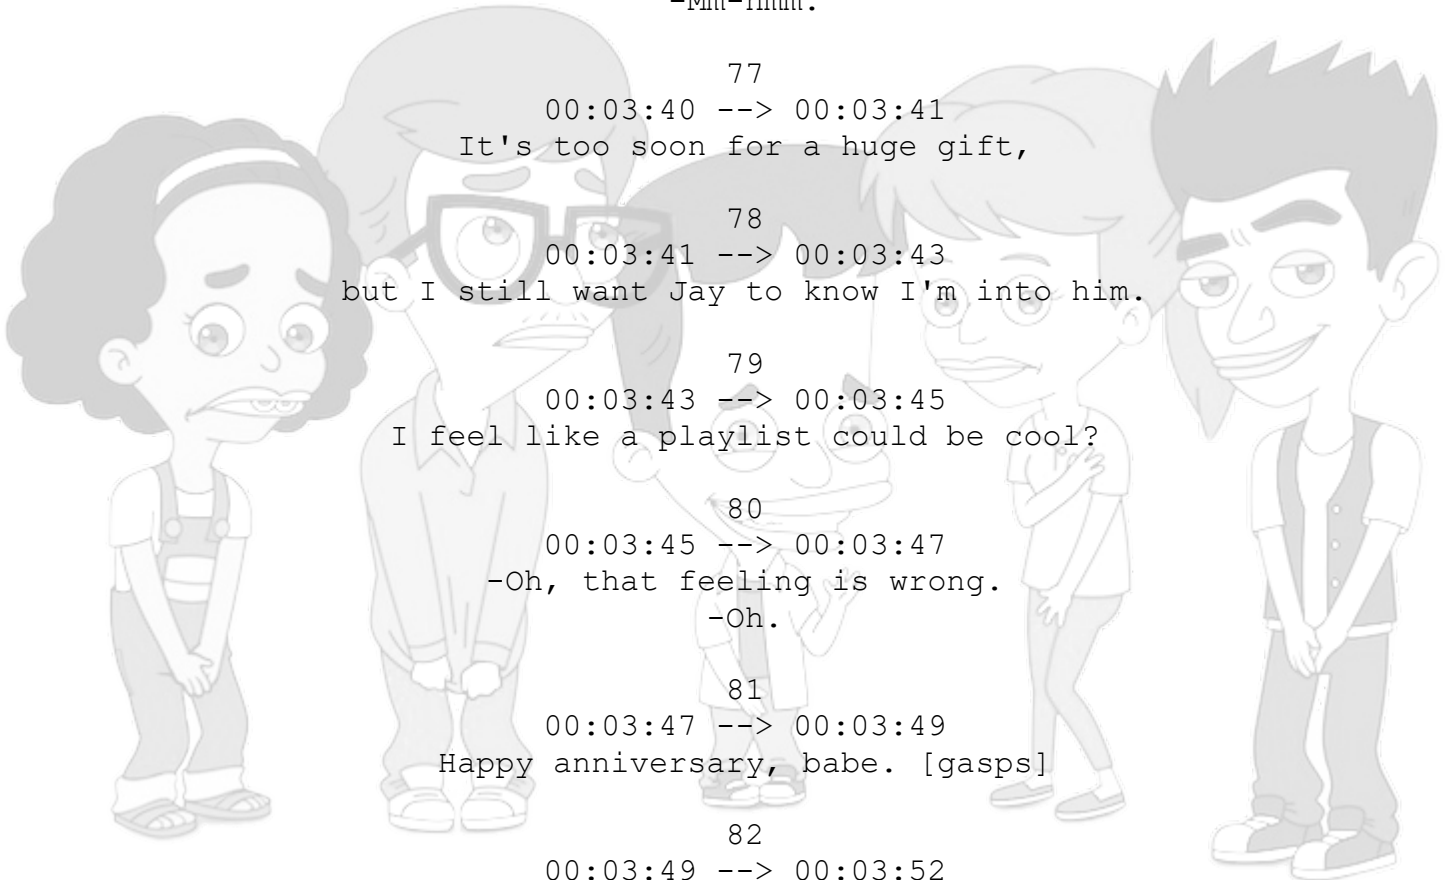 -Mm-hmm.
77
00:03:40 --> 00:03:41
It's too soon for a huge gift,
78
00:03:41 --> 00:03:43
but I still want Jay to know I'm into him.
79
00:03:43 --> 00:03:45
I feel like a playlist could be cool?
80
00:03:45 --> 00:03:47
-Oh, that feeling is wrong.
-Oh.
81
00:03:47 --> 00:03:49
Happy anniversary, babe. [gasps]
82
00:03:49 --> 00:03:52